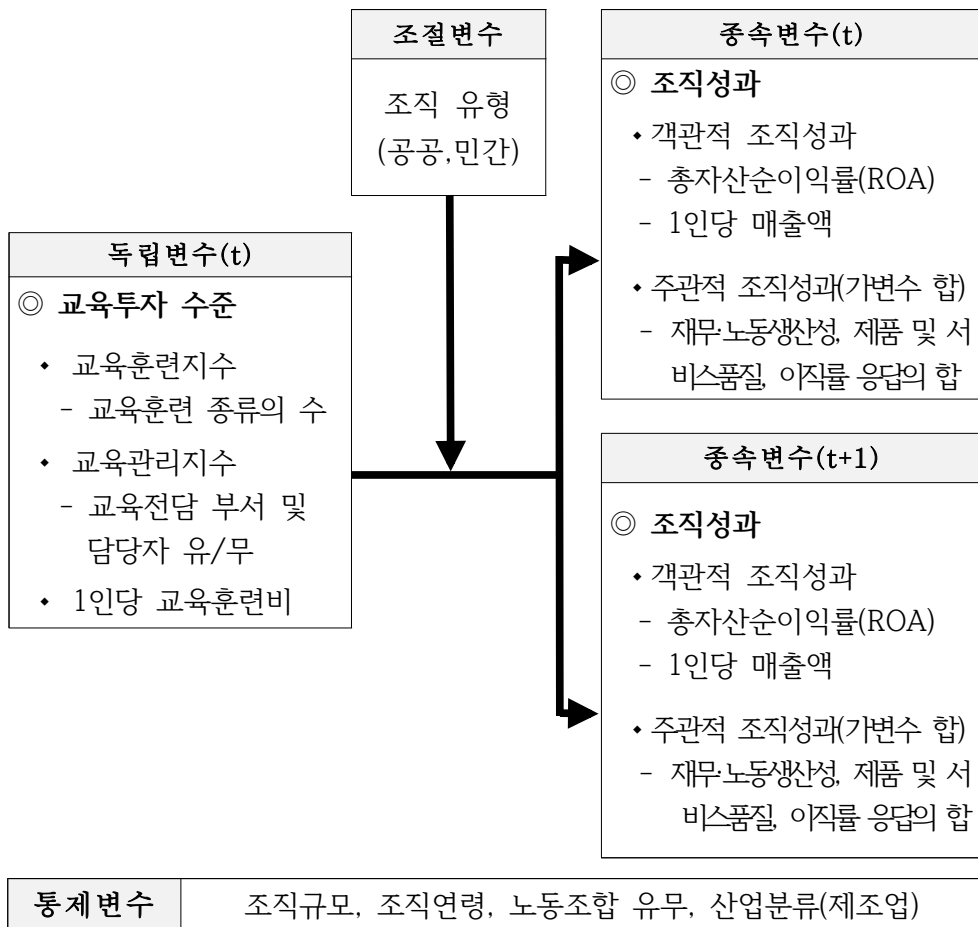 조절변수
조직 유형
(공공,민간)
종속변수(t)
◎ 조직성과
◆ 객관적 조직성과
- 총자산순이익률(ROA)
- 1인당 매출액
◆ 주관적 조직성과(가변수 합)
- 재무·노동생산성, 제품 및 서
비스품질, 이직률 응답의 합
독립변수(t)
◎ 교육투자 수준
◆ 교육훈련지수
- 교육훈련 종류의 수
◆ 교육관리지수
- 교육전담 부서 및
담당자 유/무
◆ 1인당 교육훈련비
종속변수(t+1)
◎ 조직성과
◆ 객관적 조직성과
- 총자산순이익률(ROA)
- 1인당 매출액
◆ 주관적 조직성과(가변수 합)
- 재무·노동생산성, 제품 및 서
비스품질, 이직률 응답의 합
통제변수 조직규모, 조직연령, 노동조합 유무, 산업분류(제조업)